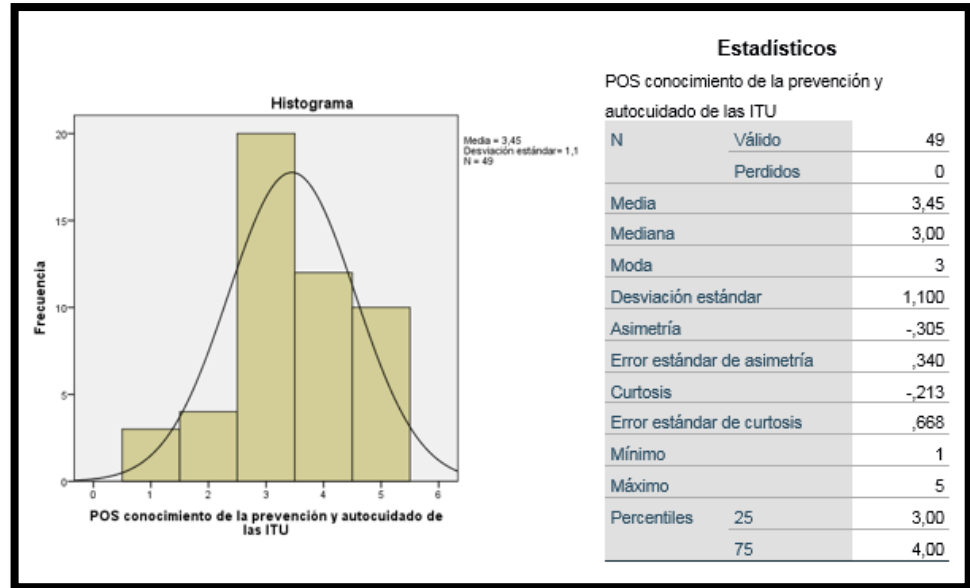 Histograma
Media = 3,45
Desviación estándar= 1,1
N = 49
Frecuencia
20
15
10
5
0
0 1 2 3 4 5 6
POS conocimiento de la prevención y autocuidado de
las ITU
Estadísticos
POS conocimiento de la prevención y
autocuidado de las ITU
N Válido 49
Perdidos 0
Media 3,45
Mediana 3,00
Moda 3
Desviación estándar 1,100
Asimetría -,305
Error estándar de asimetría ,340
Curtosis -,213
Error estándar de curtosis ,668
Mínimo 1
Máximo 5
Percentiles 25 3,00
75 4,00